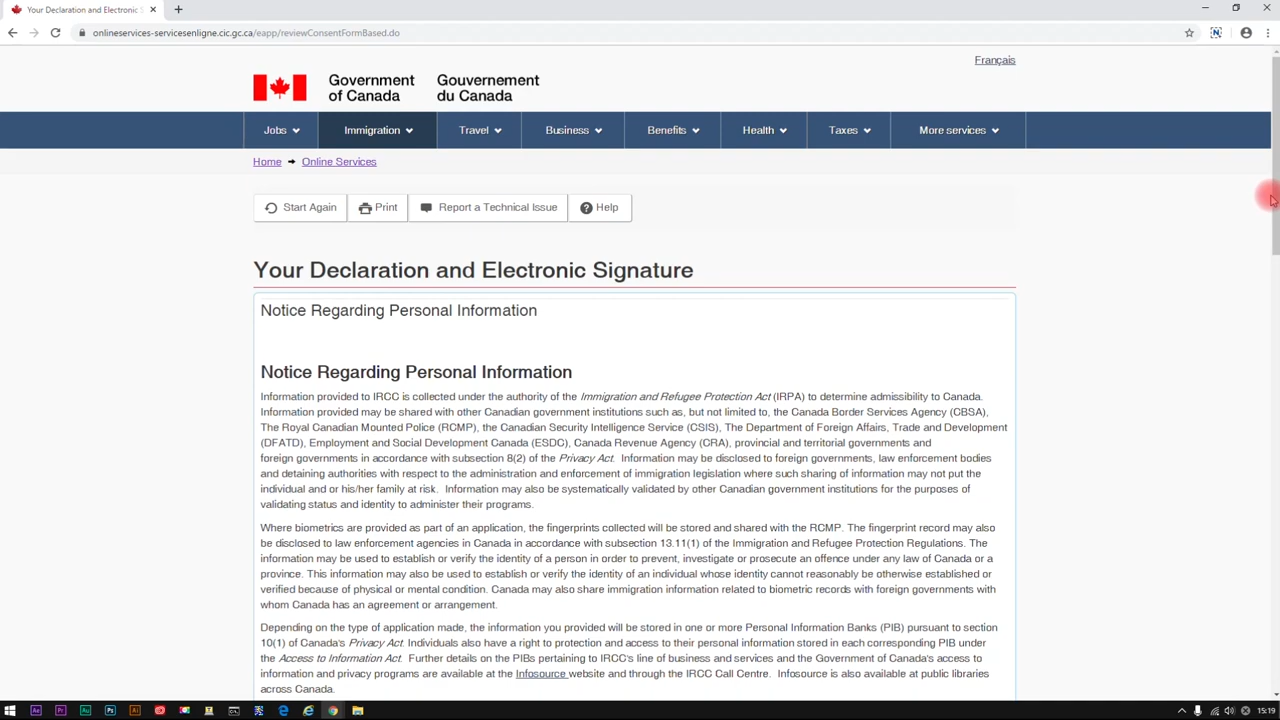 Your Declaration and Electronic S
onlineservices-servicesenligne.cic.gc.ca/eapp/reviewConsentFormBased.do
Français
Government Gouvernement
of Canada du Canada
Jobs Immigration Travel Business Benefits Health Taxes More services
Home Online Services
Start Again Print Report a Technical Issue Help
Your Declaration and Electronic Signature
Notice Regarding Personal Information
Notice Regarding Personal Information
Information provided to IRCC is collected under the authority of the Immigration and Refugee Protection Act (IRPA) to determine admissibility to Canada.
Information provided may be shared with other Canadian government institutions such as, but not limited to, the Canada Border Services Agency (CBSA),
The Royal Canadian Mounted Police (RCMP), the Canadian Security Intelligence Service (CSIS), The Department of Foreign Affairs, Trade and Development
(DFATD), Employment and Social Development Canada (ESDC), Canada Revenue Agency (CRA), provincial and territorial governments and
foreign governments in accordance with subsection 8(2) of the Privacy Act. Information may be disclosed to foreign governments, law enforcement bodies
and detaining authorities with respect to the administration and enforcement of immigration legislation where such sharing of information may not put the
individual and or his/her family at risk. Information may also be systematically validated by other Canadian government institutions for the purposes of
validating status and identity to administer their programs.
Where biometrics are provided as part of an application, the fingerprints collected will be stored and shared with the RCMP. The fingerprint record may also
be disclosed to law enforcement agencies in Canada in accordance with subsection 13.11(1) of the Immigration and Refugee Protection Regulations. The
information may be used to establish or verify the identity of a person in order to prevent, investigate or prosecute an offence under any law of Canada or a
province. This information may also be used to establish or verify the identity of an individual whose identity cannot reasonably be otherwise established or
verified because of physical or mental condition. Canada may also share immigration information related to biometric records with foreign governments with
whom Canada has an agreement or arrangement.
Depending on the type of application made, the information you provided will be stored in one or more Personal Information Banks (PIB) pursuant to section
10(1) of Canada's Privacy Act. Individuals also have a right to protection and access to their personal information stored in each corresponding PIB under
the Access to Information Act. Further details on the PIBs pertaining to IRCC's line of business and services and the Government of Canada's access to
information and privacy programs are available at the Infosource website and through the IRCC Call Centre. Infosource is also available at public libraries
across Canada.
Ae Pr Au Ps Ai 15:19